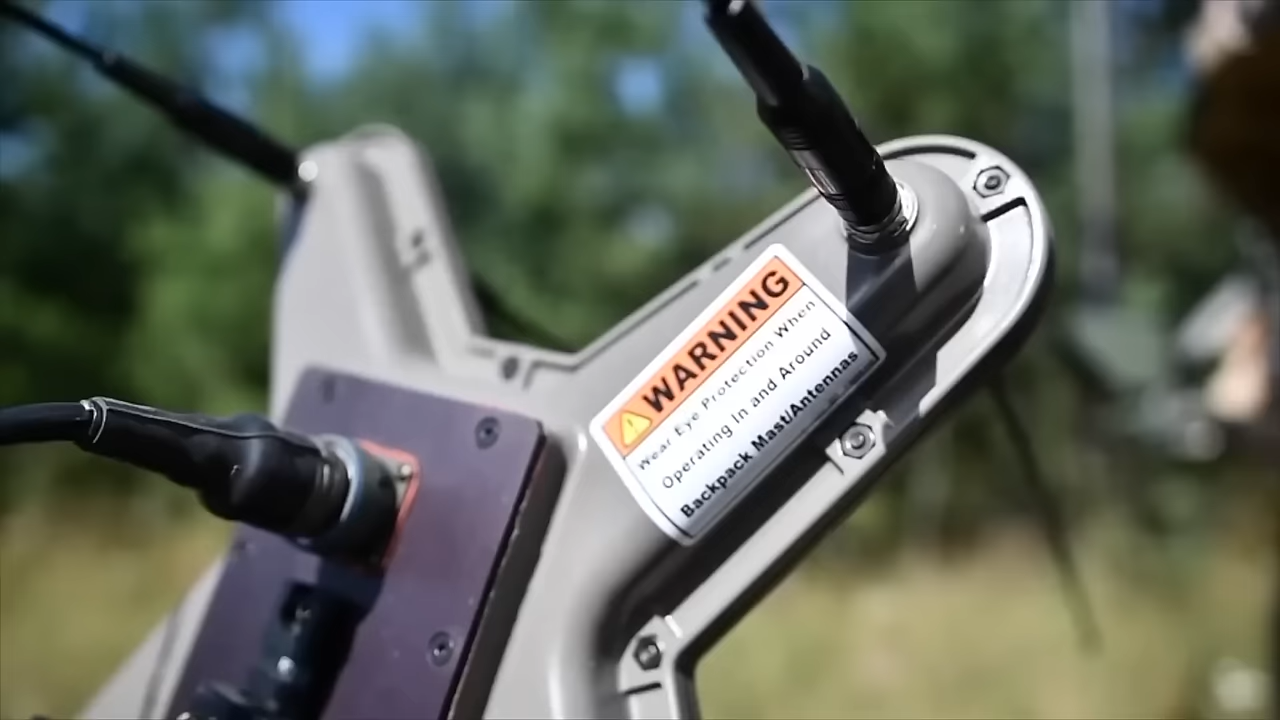 WARNING
Wear Eye Protection When
Operating In and Around
Backpack Mast/Antennas